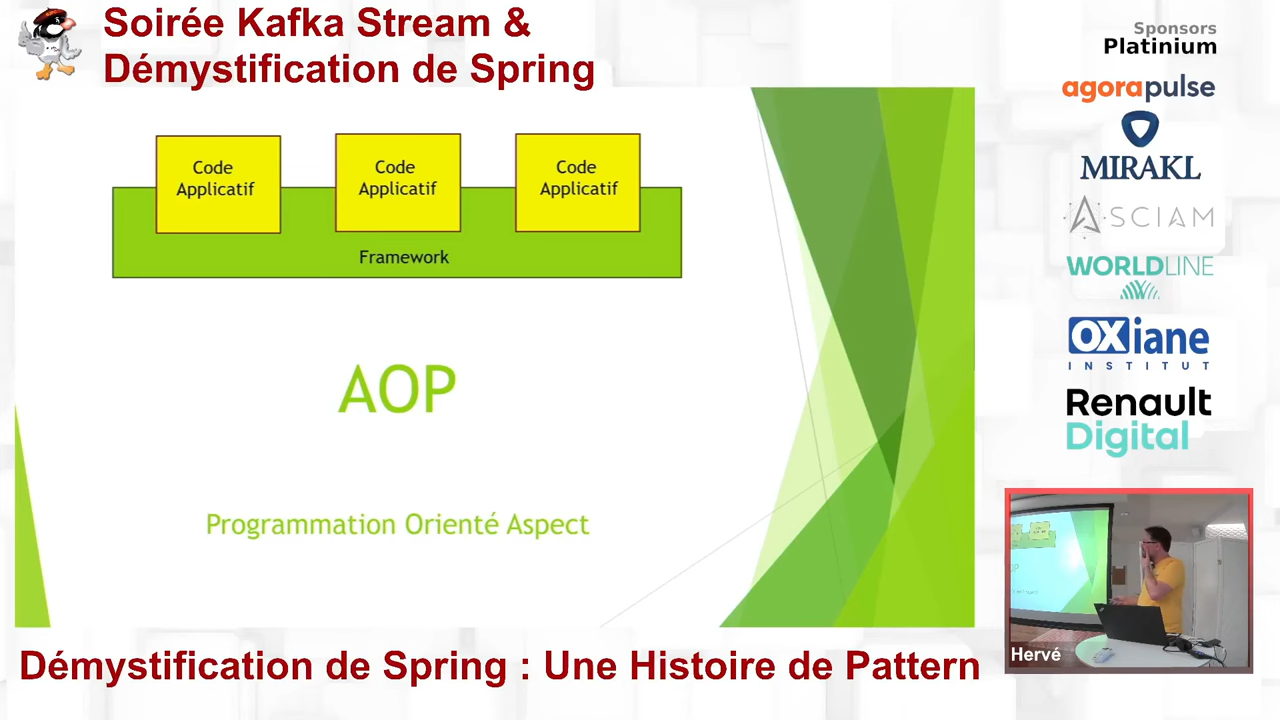 Soirée Kafka Stream &
Démystification de Spring
Code
Applicatif
Code
Applicatif
Code
Applicatif
Framework
AOP
Programmation Orienté Aspect
Démystification de Spring : Une Histoire de Pattern
Sponsors
Platinium
agorapulse
MIRAKL
ASCIAM
WORLDLINE
OXiane
INSTITUT
Renault
Digital
Hervé